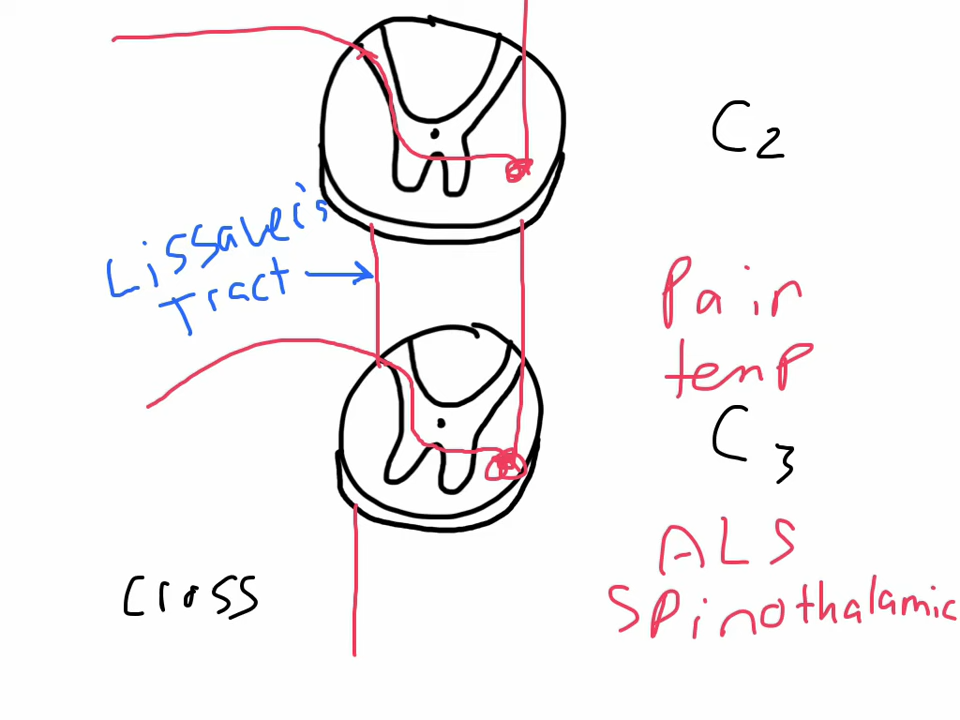 C2
Lissauer's
Tract
Pain
temp
C3
ALS
Spinothalamic
Cross